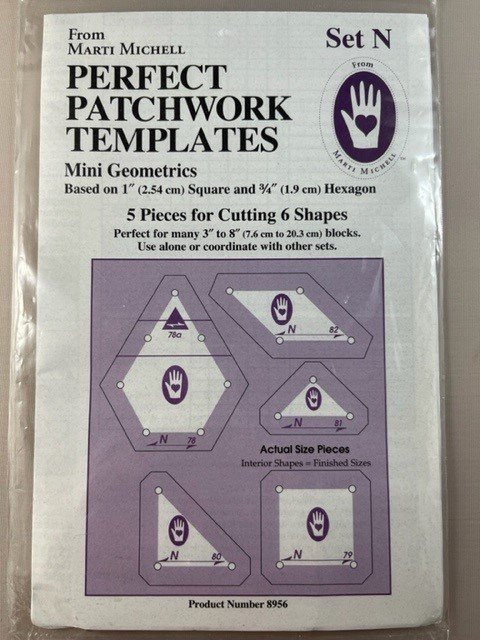 From
MARTI MICHELL
Set N
PERFECT
PATCHWORK
TEMPLATES
From
MARTI MICHELL
™
Mini Geometrics
Based on 1" (2.54 cm) Square and ¾" (1.9 cm) Hexagon
5 Pieces for Cutting 6 Shapes
Perfect for many 3" to 8" (7.6 cm to 20.3 cm) blocks.
Use alone or coordinate with other sets.
78a
N 78
N 82
N 81
Actual Size Pieces
Interior Shapes = Finished Sizes
N 80
N 79
Product Number 8956